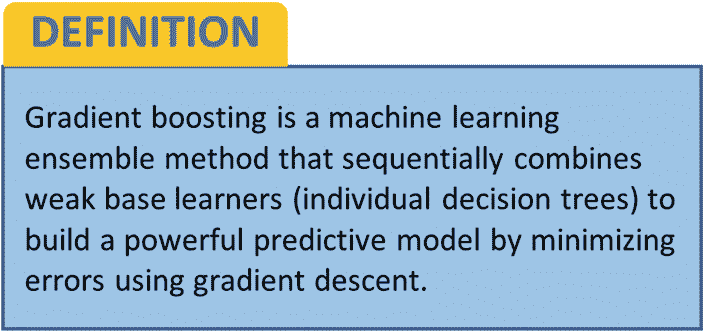 DEFINITION
Gradient boosting is a machine learning
ensemble method that sequentially combines
weak base learners (individual decision trees) to
build a powerful predictive model by minimizing
errors using gradient descent.